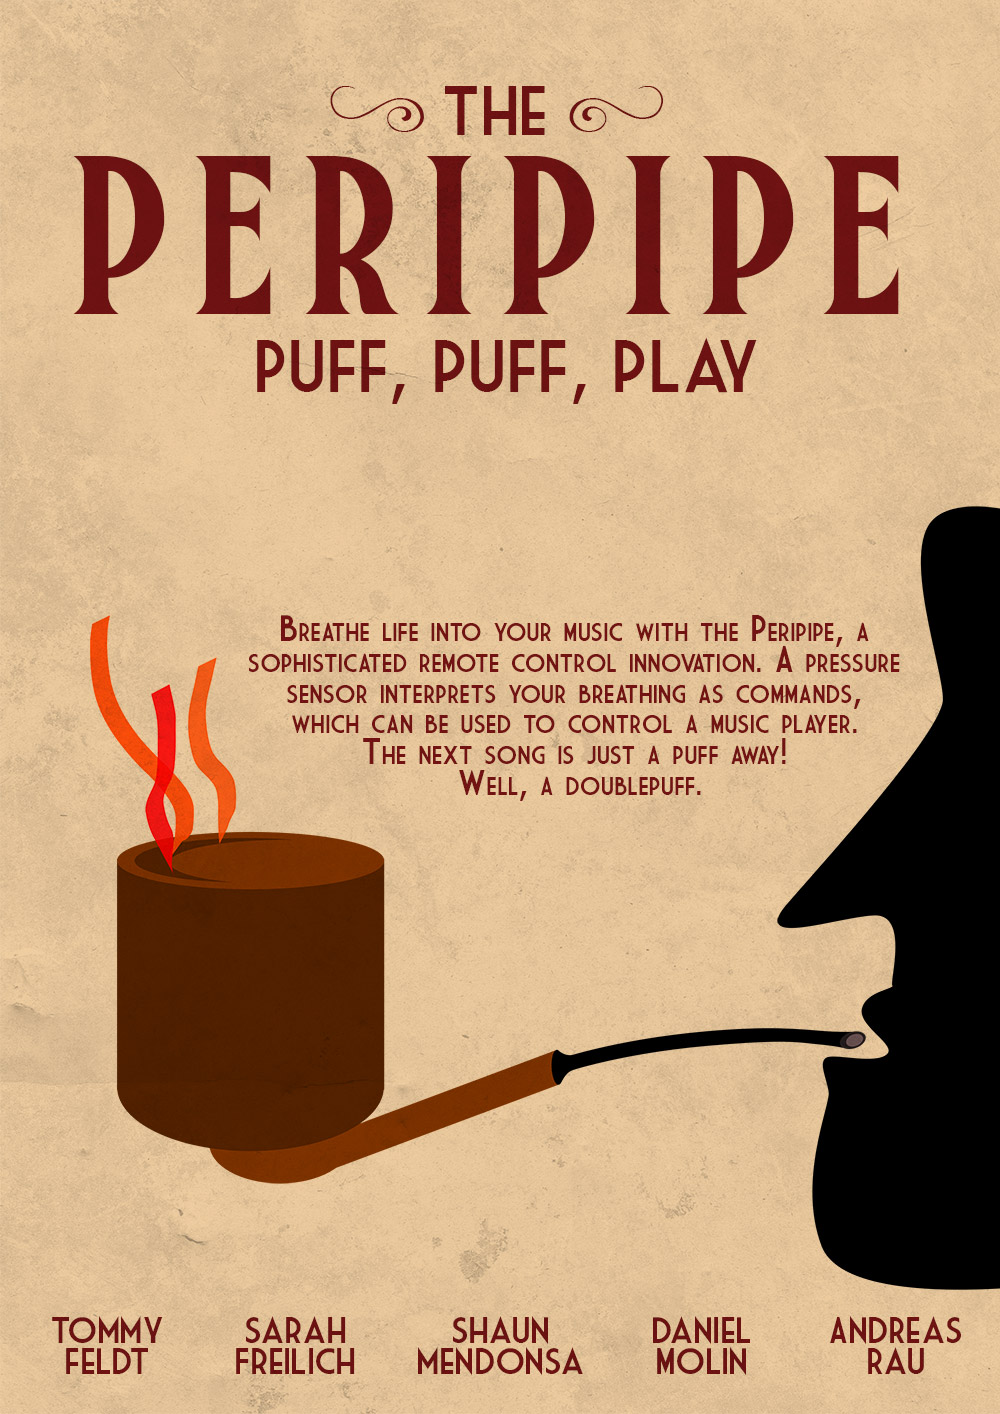 THE
PERIPIPE
PUFF, PUFF, PLAY
Breathe life into your music with the Peripipe, a
sophisticated remote control innovation. A pressure
sensor interprets your breathing as commands,
which can be used to control a music player.
The next song is just a puff away!
Well, a doublepuff.
TOMMY FELDT
SARAH FREILICH
SHAUN MENDONSA
DANIEL MOLIN
ANDREAS RAU